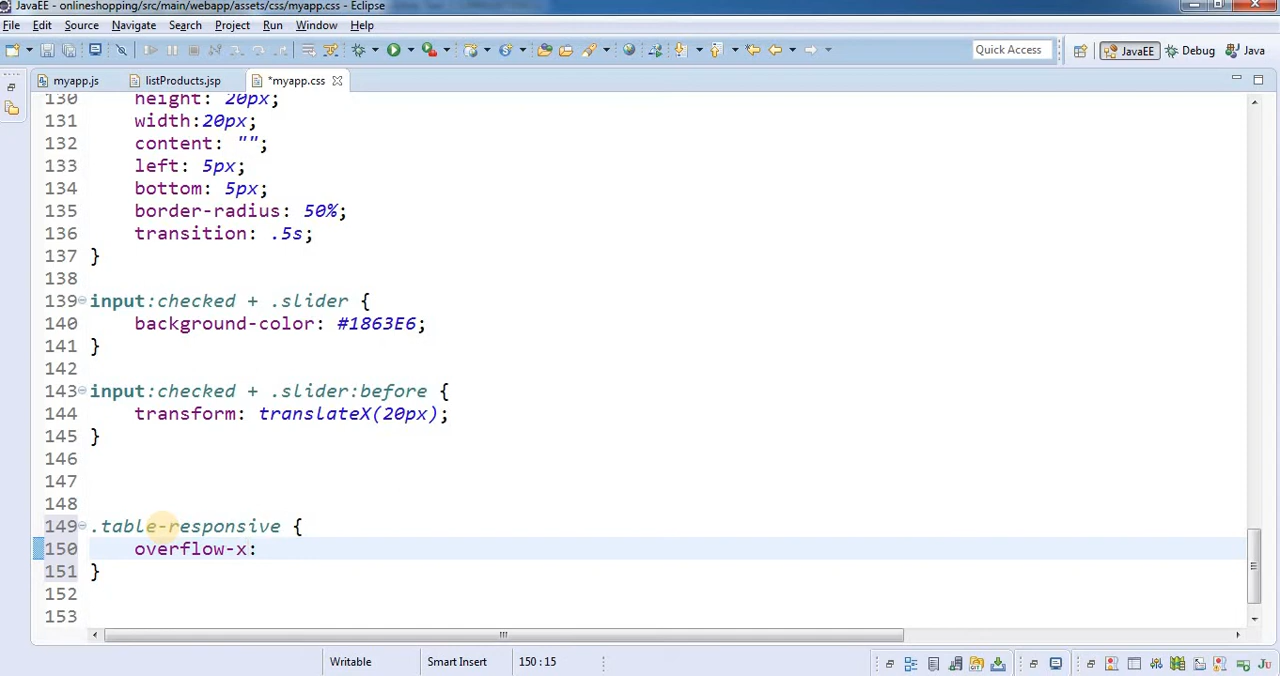 JavaEE - onlineshopping/src/main/webapp/assets/css/myapp.css - Eclipse
File Edit Navigate Search Project Run Window Help
Quick Access JavaEE Debug Java
myapp.js listProducts.jsp *myapp.css
130 height: 20px;
131 width:20px;
132 content: "";
133 left: 5px;
134 bottom: 5px;
135 border-radius: 50%;
136 transition: .5s;
137 }
138
139 input:checked + .slider {
140 background-color: #1863E6;
141 }
142
143 input:checked + .slider:before {
144 transform: translateX(20px);
145 }
146
147
148
149 .table-responsive {
150 overflow-x:
151 }
152
153
Writable Smart Insert 150 : 15